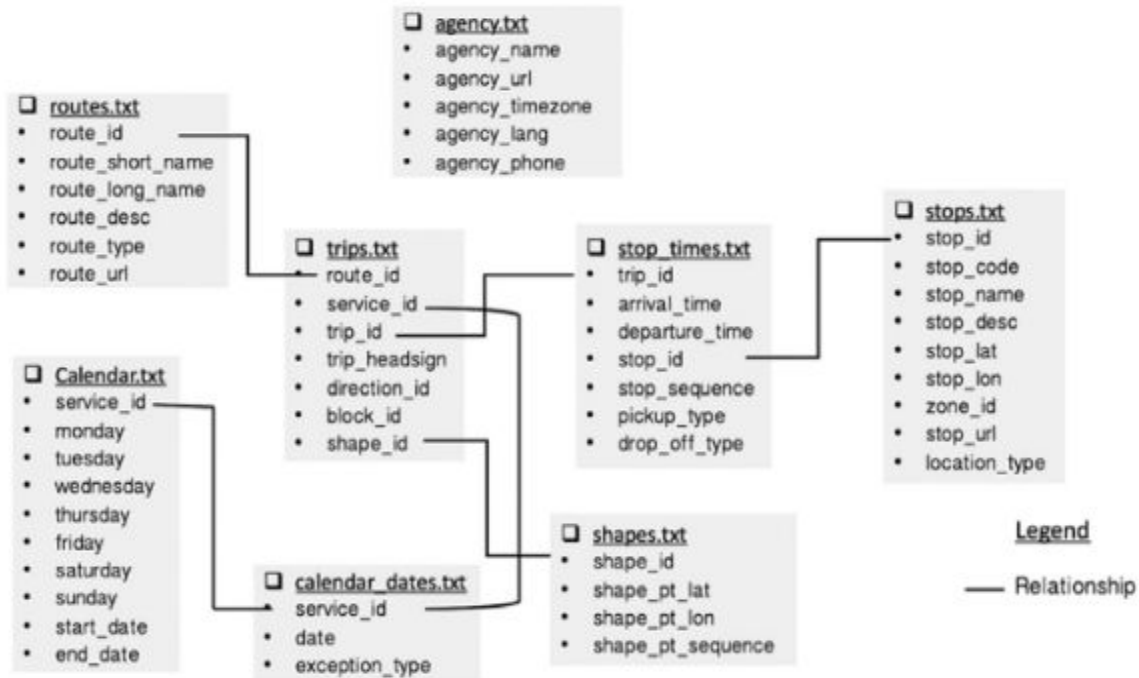 agency.txt
agency_name
agency_url
agency_timezone
agency_lang
agency_phone
routes.txt
route_id
route_short_name
route_long_name
route_desc
route_type
route_url
trips.txt
route_id
service_id
trip_id
trip_headsign
direction_id
block_id
shape_id
stop_times.txt
trip_id
arrival_time
departure_time
stop_id
stop_sequence
pickup_type
drop_off_type
stops.txt
stop_id
stop_code
stop_name
stop_desc
stop_lat
stop_lon
zone_id
stop_url
location_type
Calendar.txt
service_id
monday
tuesday
wednesday
thursday
friday
saturday
sunday
start_date
end_date
calendar_dates.txt
service_id
date
exception_type
shapes.txt
shape_id
shape_pt_lat
shape_pt_lon
shape_pt_sequence
Legend
Relationship